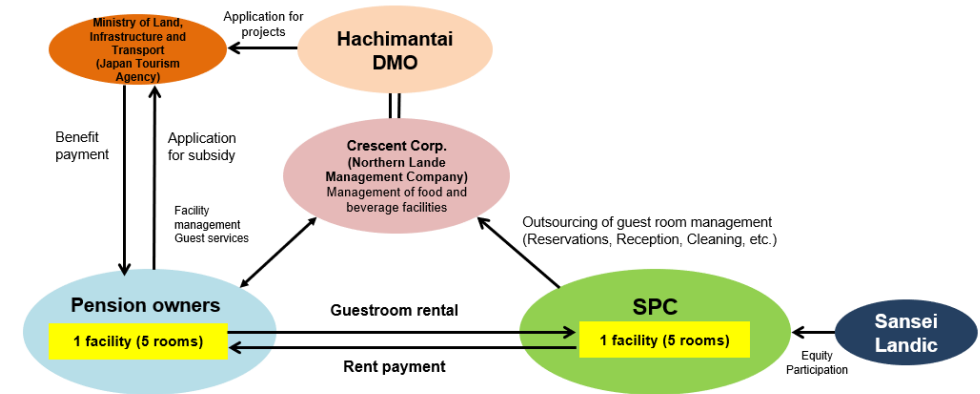 Ministry of Land,
Infrastructure and
Transport
(Japan Tourism
Agency)
Application for
projects
Hachimantai
DMO
Benefit
payment
Application
for subsidy
Crescent Corp.
(Northern Lande
Management Company)
Management of food and
beverage facilities
Facility
management
Guest services
Outsourcing of guest room management
(Reservations, Reception, Cleaning, etc.)
Pension owners
1 facility (5 rooms)
Guestroom rental
Rent payment
SPC
1 facility (5 rooms)
Equity
Participation
Sansei
Landic